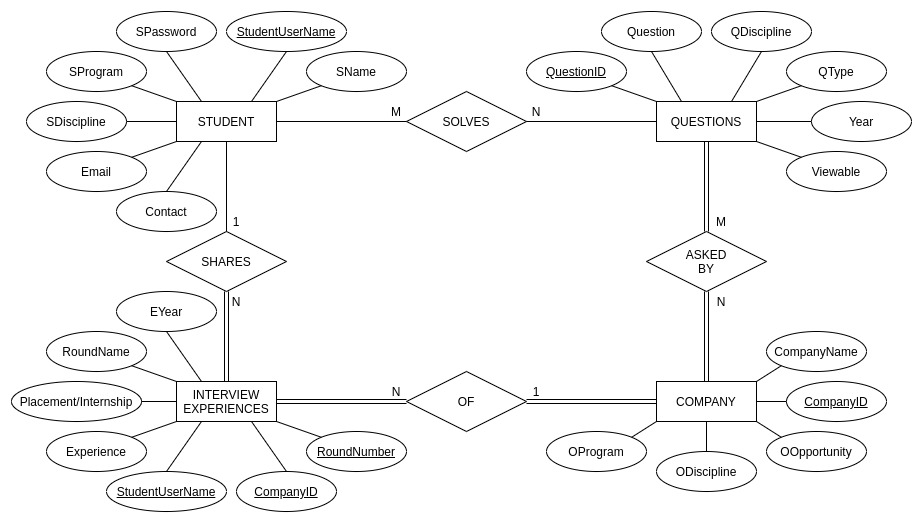 SPassword
StudentUserName
Question
QDiscipline
SProgram
SName
QuestionID
QType
SDiscipline
STUDENT
M
SOLVES
N
QUESTIONS
Year
Email
Viewable
Contact
1
M
SHARES
ASKED
BY
N
N
EYear
RoundName
CompanyName
Placement/Internship
INTERVIEW
EXPERIENCES
N
OF
1
COMPANY
CompanyID
Experience
RoundNumber
OProgram
OOpportunity
ODiscipline
StudentUserName
CompanyID